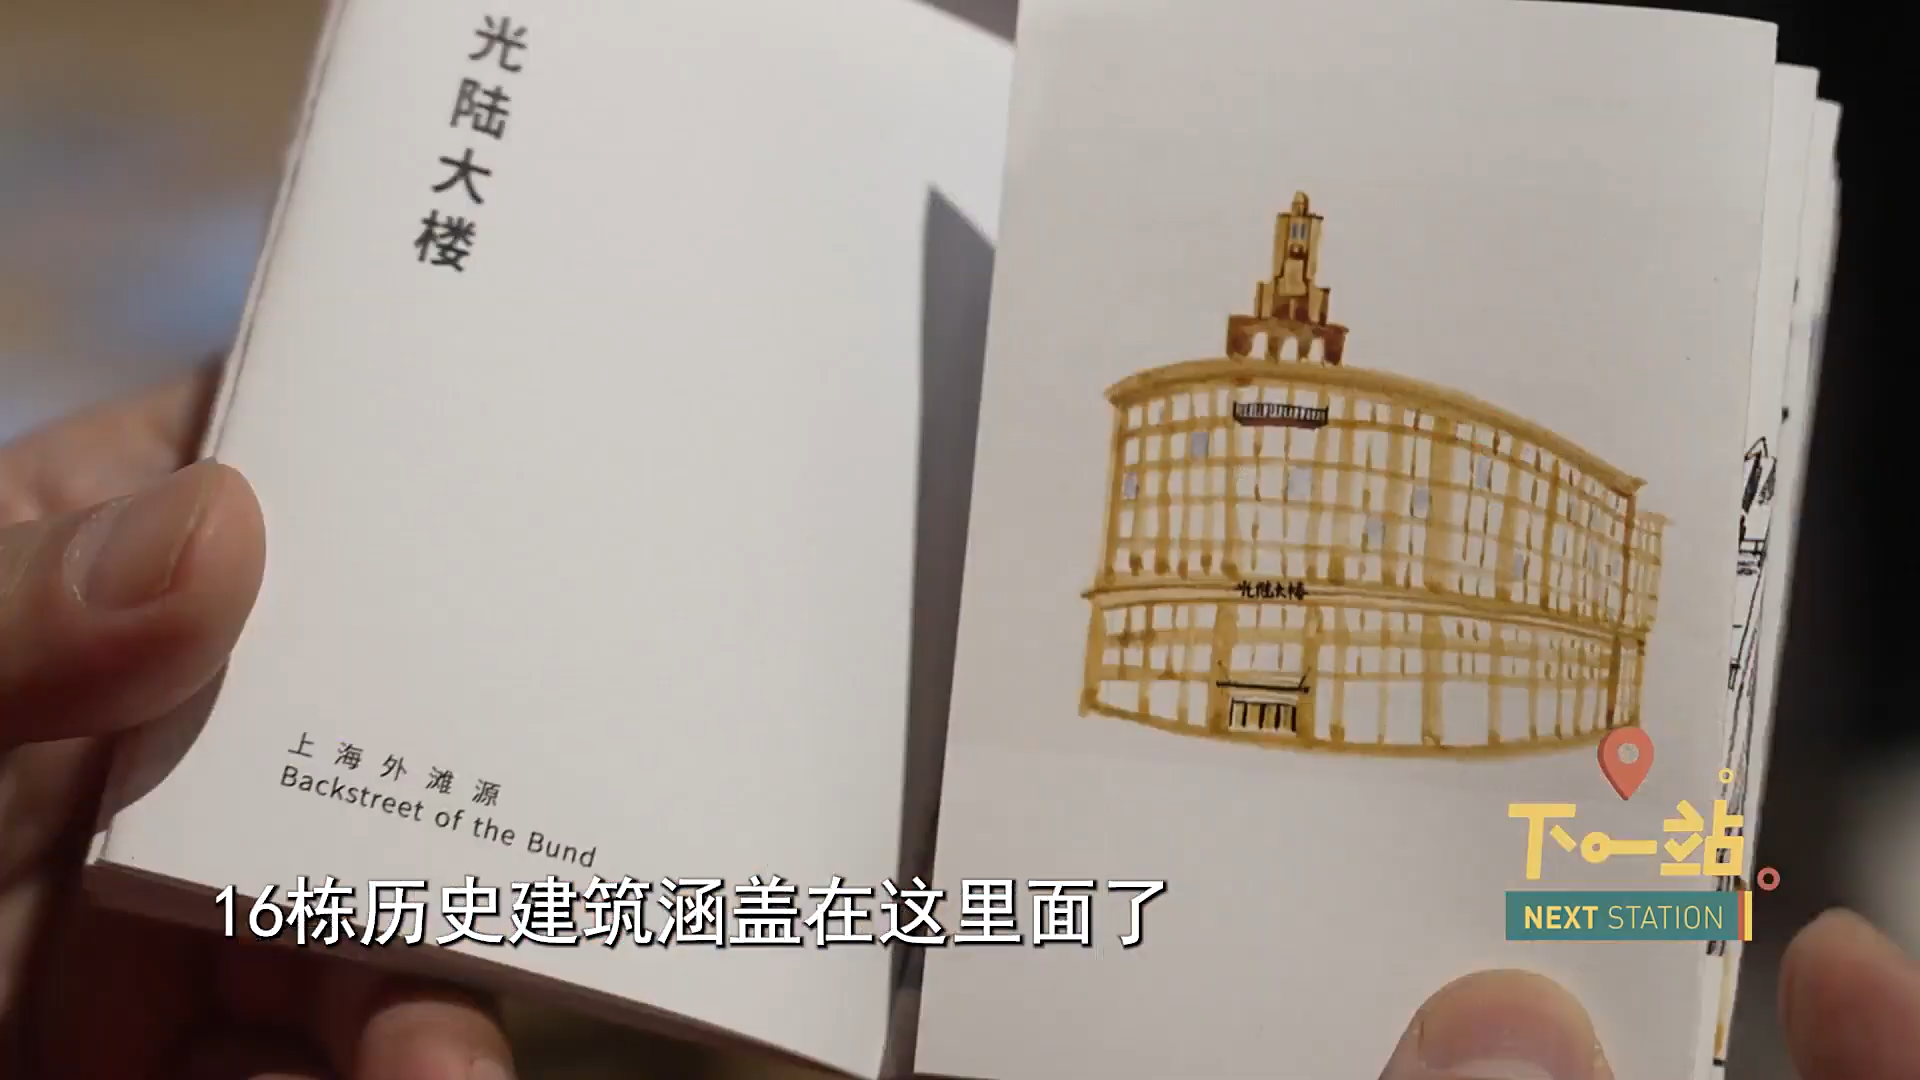 光陆大楼
光陆大楼
上海外滩源
Backstreet of the Bund
16栋历史建筑涵盖在这里面了
下一站
NEXT STATION